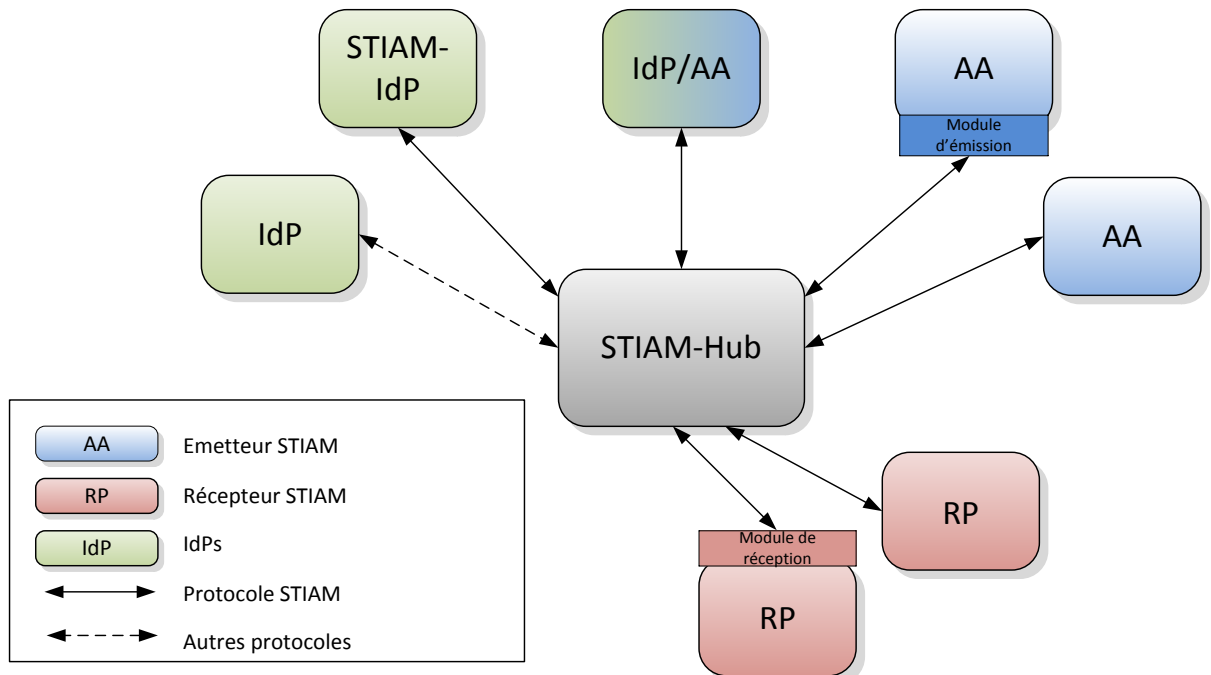 STIAM-
IdP
IdP/AA
AA
Module
d'émission
IdP
AA
STIAM-Hub
AA Emetteur STIAM
RP Récepteur STIAM
IdP IdPs
Protocole STIAM
Autres protocoles
RP
Module de
réception
RP